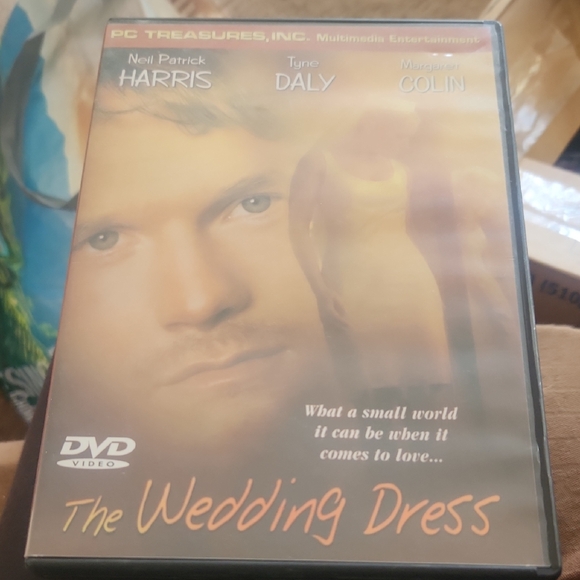 PC TREASURES, INC. Multimedia Entertainment
Neil Patrick
HARRIS
Tyne
DALY
Margaret
COLIN
What a small world
it can be when it
comes to love...
DVD
VIDEO
The Wedding Dress